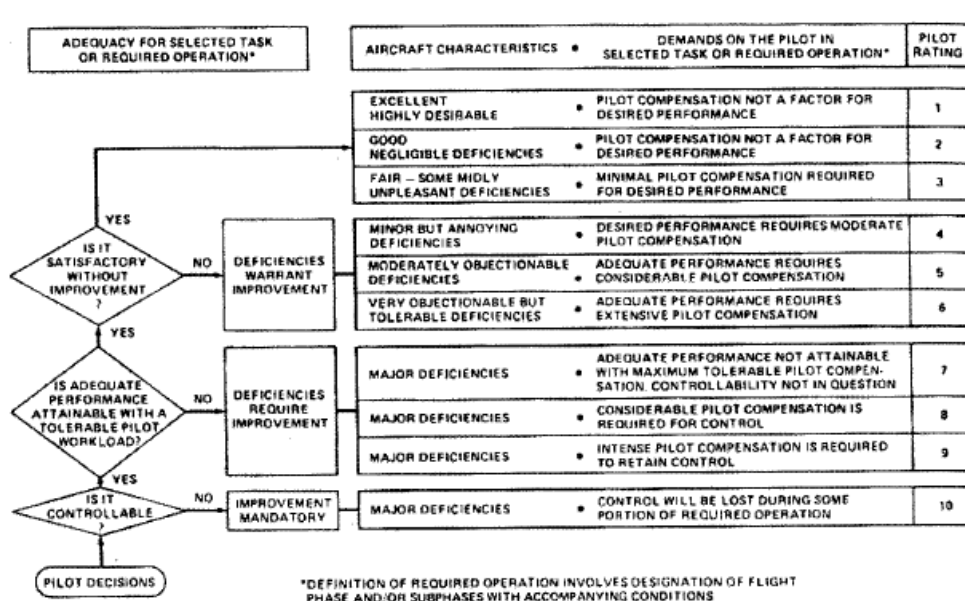 ADEQUACY FOR SELECTED TASK
OR REQUIRED OPERATION*
AIRCRAFT CHARACTERISTICS •
DEMANDS ON THE PILOT IN
SELECTED TASK OR REQUIRED OPERATION*
PILOT
RATING
EXCELLENT
HIGHLY DESIRABLE
• PILOT COMPENSATION NOT A FACTOR FOR
DESIRED PERFORMANCE
1
GOOD
NEGLIGIBLE DEFICIENCIES
• PILOT COMPENSATION NOT A FACTOR FOR
DESIRED PERFORMANCE
2
FAIR – SOME MIDLY
UNPLEASANT DEFICIENCIES
• MINIMAL PILOT COMPENSATION REQUIRED
FOR DESIRED PERFORMANCE
3
YES
IS IT
SATISFACTORY
WITHOUT
IMPROVEMENT
?
NO
DEFICIENCIES
WARRANT
IMPROVEMENT
MINOR BUT ANNOYING
DEFICIENCIES
• DESIRED PERFORMANCE REQUIRES MODERATE
PILOT COMPENSATION
4
MODERATELY OBJECTIONABLE
DEFICIENCIES
• ADEQUATE PERFORMANCE REQUIRES
CONSIDERABLE PILOT COMPENSATION
5
VERY OBJECTIONABLE BUT
TOLERABLE DEFICIENCIES
• ADEQUATE PERFORMANCE REQUIRES
EXTENSIVE PILOT COMPENSATION
6
YES
IS ADEQUATE
PERFORMANCE
ATTAINABLE WITH A
TOLERABLE PILOT
WORKLOAD?
NO
DEFICIENCIES
REQUIRE
IMPROVEMENT
MAJOR DEFICIENCIES
• ADEQUATE PERFORMANCE NOT ATTAINABLE
WITH MAXIMUM TOLERABLE PILOT COMPEN-
SATION. CONTROLLABILITY NOT IN QUESTION
7
MAJOR DEFICIENCIES
• CONSIDERABLE PILOT COMPENSATION IS
REQUIRED FOR CONTROL
8
MAJOR DEFICIENCIES
• INTENSE PILOT COMPENSATION IS REQUIRED
TO RETAIN CONTROL
9
YES
IS IT
CONTROLLABLE
?
NO
IMPROVEMENT
MANDATORY
MAJOR DEFICIENCIES
• CONTROL WILL BE LOST DURING SOME
PORTION OF REQUIRED OPERATION
10
PILOT DECISIONS
*DEFINITION OF REQUIRED OPERATION INVOLVES DESIGNATION OF FLIGHT
PHASE AND/OR SUBPHASES WITH ACCOMPANYING CONDITIONS